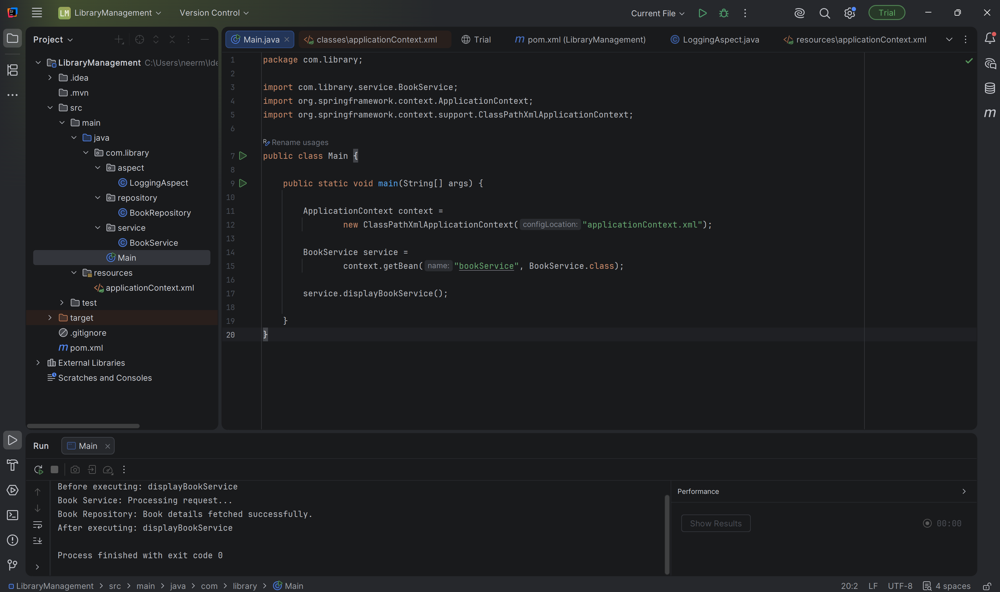 LM LibraryManagement Version Control Current File Trial
Project
Main.java classes\applicationContext.xml Trial m pom.xml (LibraryManagement) LoggingAspect.java resources\applicationContext.xml
LibraryManagement C:\Users\neerm\Ide
.idea
.mvn
src
main
java
com.library
aspect
LoggingAspect
repository
BookRepository
service
BookService
Main
resources
applicationContext.xml
test
target
.gitignore
m pom.xml
External Libraries
Scratches and Consoles
1 package com.library;
2
3 import com.library.service.BookService;
4 import org.springframework.context.ApplicationContext;
5 import org.springframework.context.support.ClassPathXmlApplicationContext;
6
Rename usages
7 public class Main {
8
9 public static void main(String[] args) {
10
11 ApplicationContext context =
12 new ClassPathXmlApplicationContext( configLocation: "applicationContext.xml");
13
14 BookService service =
15 context.getBean( name: "bookService", BookService.class);
16
17 service.displayBookService();
18
19 }
20 }
Run Main
Before executing: displayBookService
Book Service: Processing request...
Book Repository: Book details fetched successfully.
After executing: displayBookService
Process finished with exit code 0
Performance
Show Results 00:00
LibraryManagement > src > main > java > com > library > Main 20:2 LF UTF-8 4 spaces